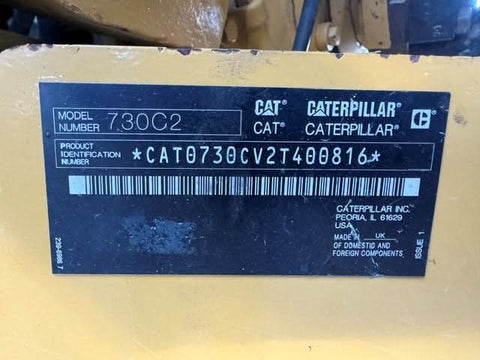 MODEL NUMBER 730C2
CAT® CATERPILLAR®
CAT® CATERPILLAR®
PRODUCT IDENTIFICATION NUMBER *CAT0730CV2T400816*
CATERPILLAR INC.
PEORIA, IL 61629
USA
MADE IN UK
OF DOMESTIC AND
FOREIGN COMPONENTS
ISSUE 1